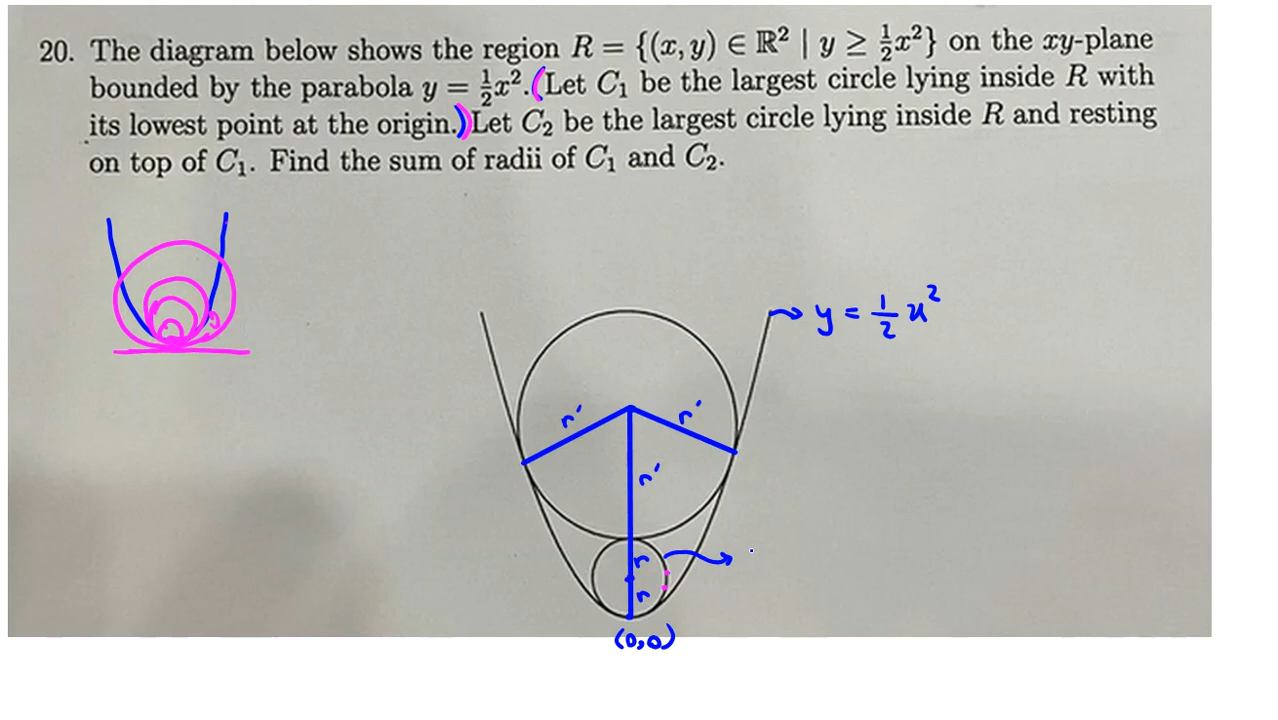 20. The diagram below shows the region R = {(x, y) ∈ ℝ² | y ≥ ½x²} on the xy-plane
bounded by the parabola y = ½x². (Let C₁ be the largest circle lying inside R with
its lowest point at the origin.) Let C₂ be the largest circle lying inside R and resting
on top of C₁. Find the sum of radii of C₁ and C₂.
y = ½x²
r' r'
r'
r
r
(0,0)